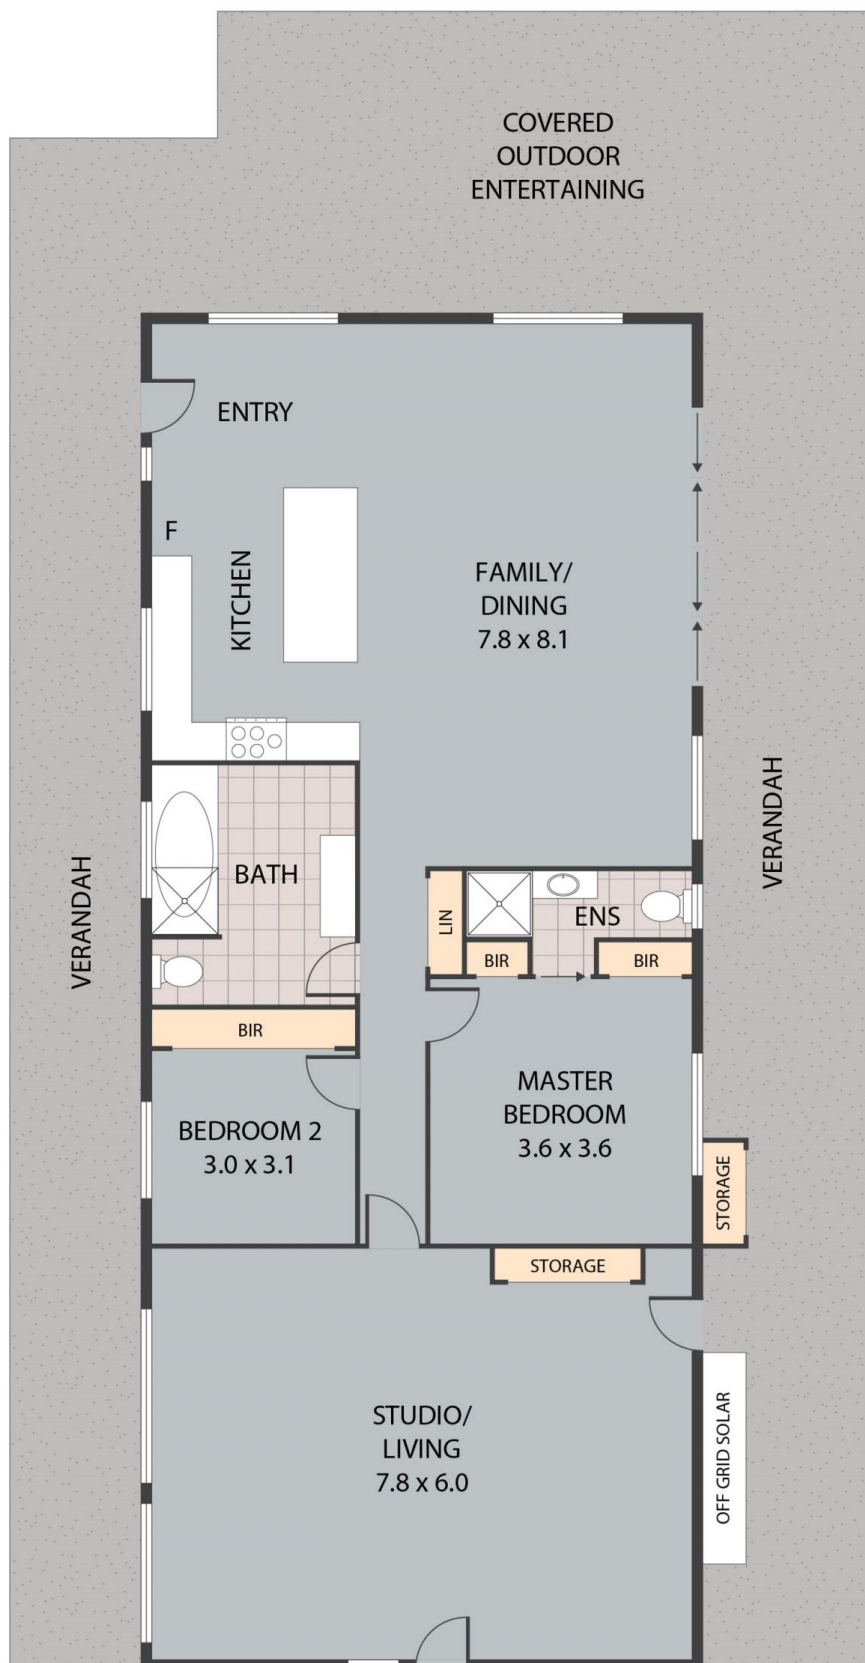 COVERED
OUTDOOR
ENTERTAINING
ENTRY
F
KITCHEN
FAMILY/
DINING
7.8 x 8.1
VERANDAH
VERANDAH
BATH
LIN
ENS
BIR
BIR
BIR
MASTER
BEDROOM
3.6 x 3.6
BEDROOM 2
3.0 x 3.1
STORAGE
STORAGE
STUDIO/
LIVING
7.8 x 6.0
OFF GRID SOLAR